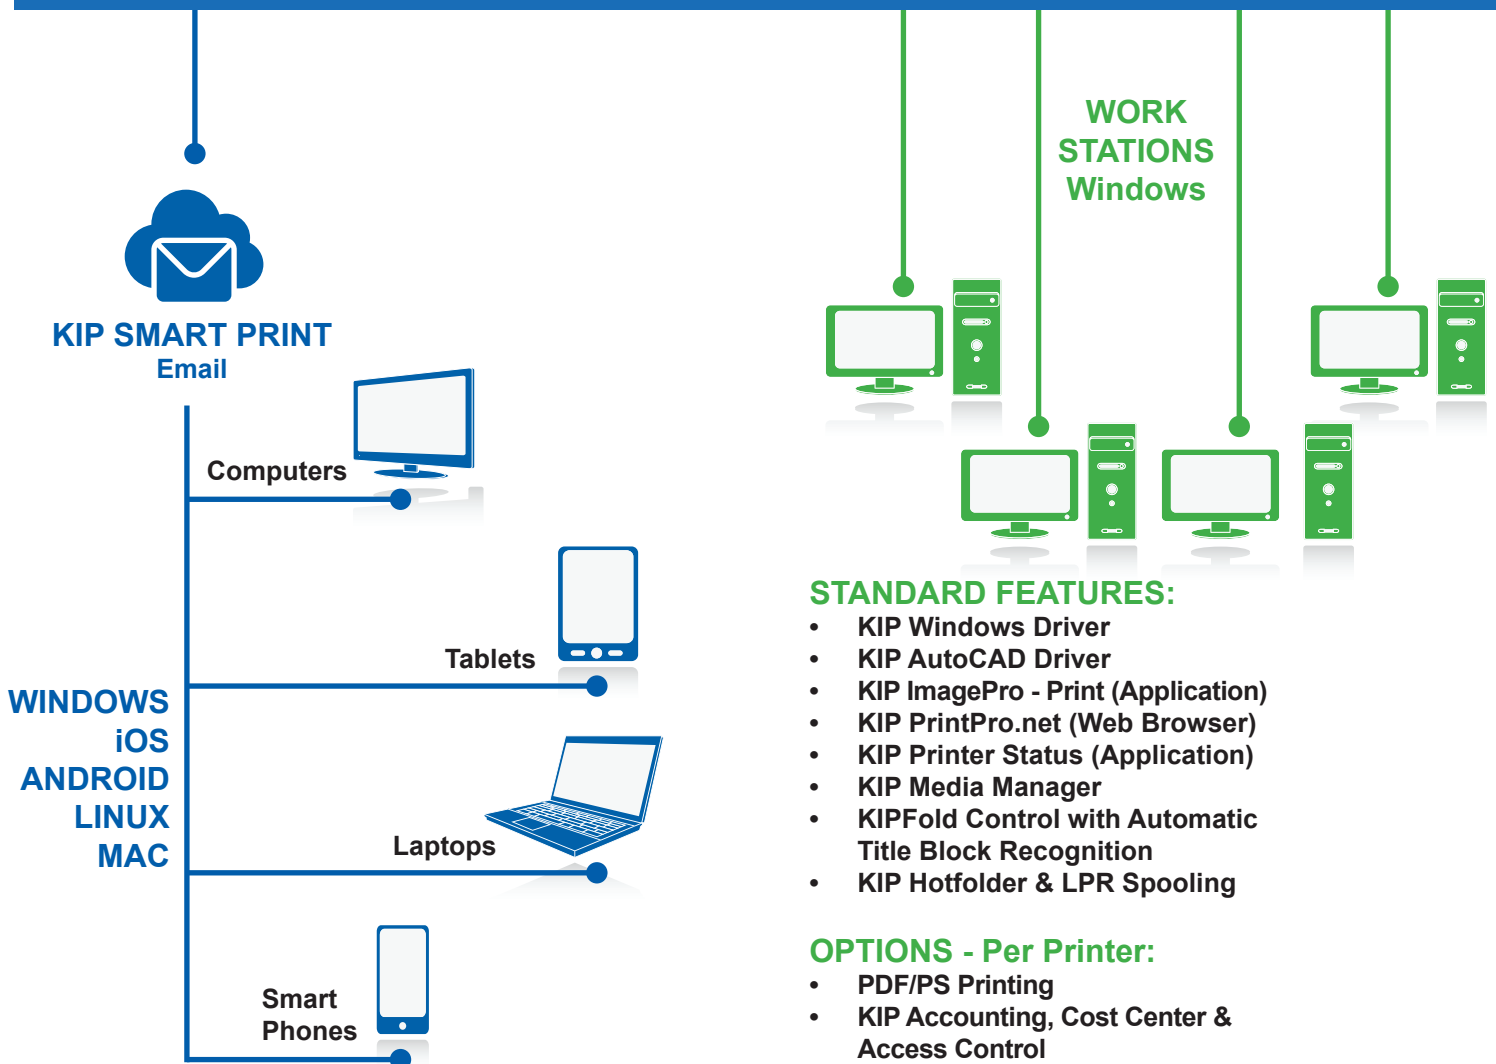 KIP SMART PRINT
Email
Computers
Tablets
WINDOWS
iOS
ANDROID
LINUX
MAC
Laptops
Smart
Phones
WORK
STATIONS
Windows
STANDARD FEATURES:
• KIP Windows Driver
• KIP AutoCAD Driver
• KIP ImagePro - Print (Application)
• KIP PrintPro.net (Web Browser)
• KIP Printer Status (Application)
• KIP Media Manager
• KIPFold Control with Automatic
Title Block Recognition
• KIP Hotfolder & LPR Spooling
OPTIONS - Per Printer:
• PDF/PS Printing
• KIP Accounting, Cost Center &
Access Control